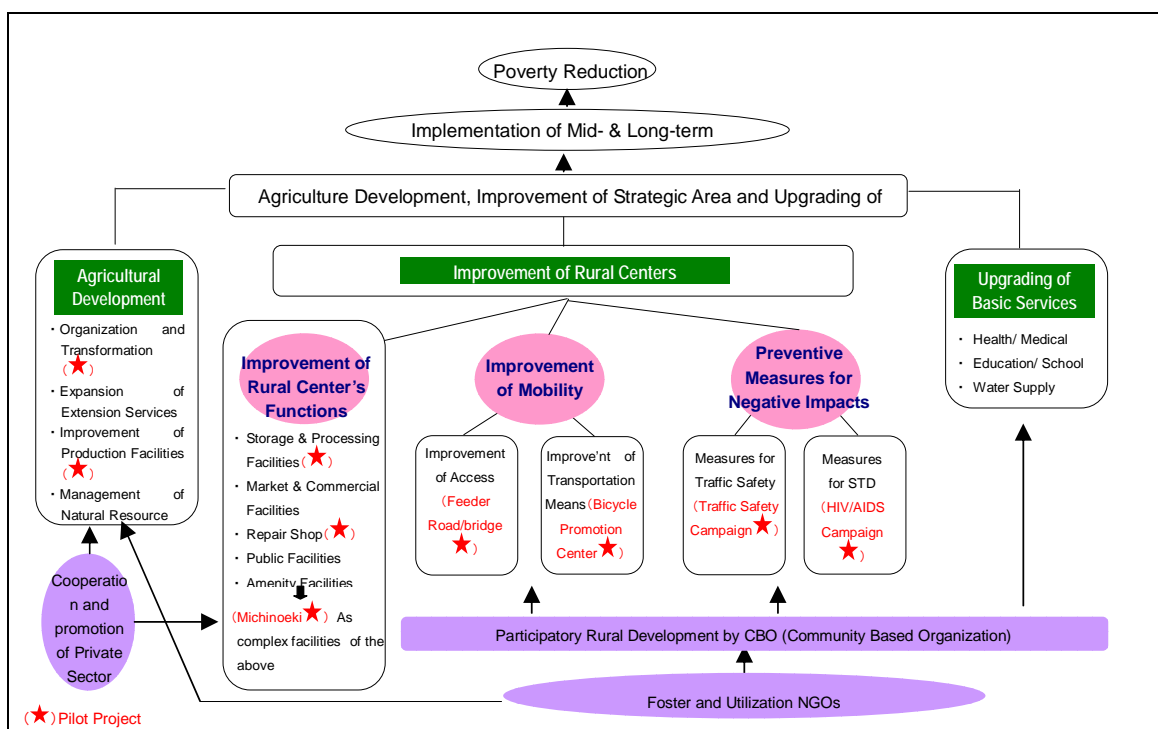 Poverty Reduction
Implementation of Mid- & Long-term
Agriculture Development, Improvement of Strategic Area and Upgrading of
Agricultural
Development
・Organization and
Transformation
(★)
・Expansion of
Extension Services
・Improvement of
Production Facilities
(★)
・Management of
Natural Resource
Improvement of Rural Centers
Improvement of
Rural Center's
Functions
・Storage & Processing
Facilities(★)
・Market & Commercial
Facilities
・Repair Shop(★)
・Public Facilities
・Amenity Facilities
(Michinoeki★) As
complex facilities of the
above
Improvement
of Mobility
Improvement
of Access
(Feeder
Road/bridge
★)
Improve'nt of
Transportation
Means(Bicycle
Promotion
Center★)
Preventive
Measures for
Negative Impacts
Measures for
Traffic Safety
(Traffic Safety
Campaign★)
Measures
for STD
(HIV/AIDS
Campaign
★)
Upgrading of
Basic Services
・Health/ Medical
・Education/ School
・Water Supply
Cooperatio
n and
promotion
of Private
Sector
Participatory Rural Development by CBO (Community Based Organization)
Foster and Utilization NGOs
(★)Pilot Project